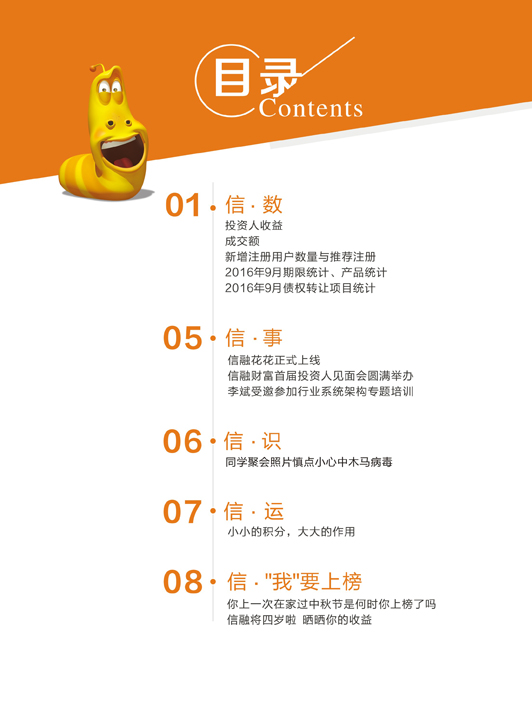 目录
Contents
01 信·数
投资人收益
成交额
新增注册用户数量与推荐注册
2016年9月期限统计、产品统计
2016年9月债权转让项目统计
05 信·事
信融花花正式上线
信融财富首届投资人见面会圆满举办
李斌受邀参加行业系统架构专题培训
06 信·识
同学聚会照片慎点小心中木马病毒
07 信·运
小小的积分，大大的作用
08 信·"我"要上榜
你上一次在家过中秋节是何时你上榜了吗
信融将四岁啦 晒晒你的收益